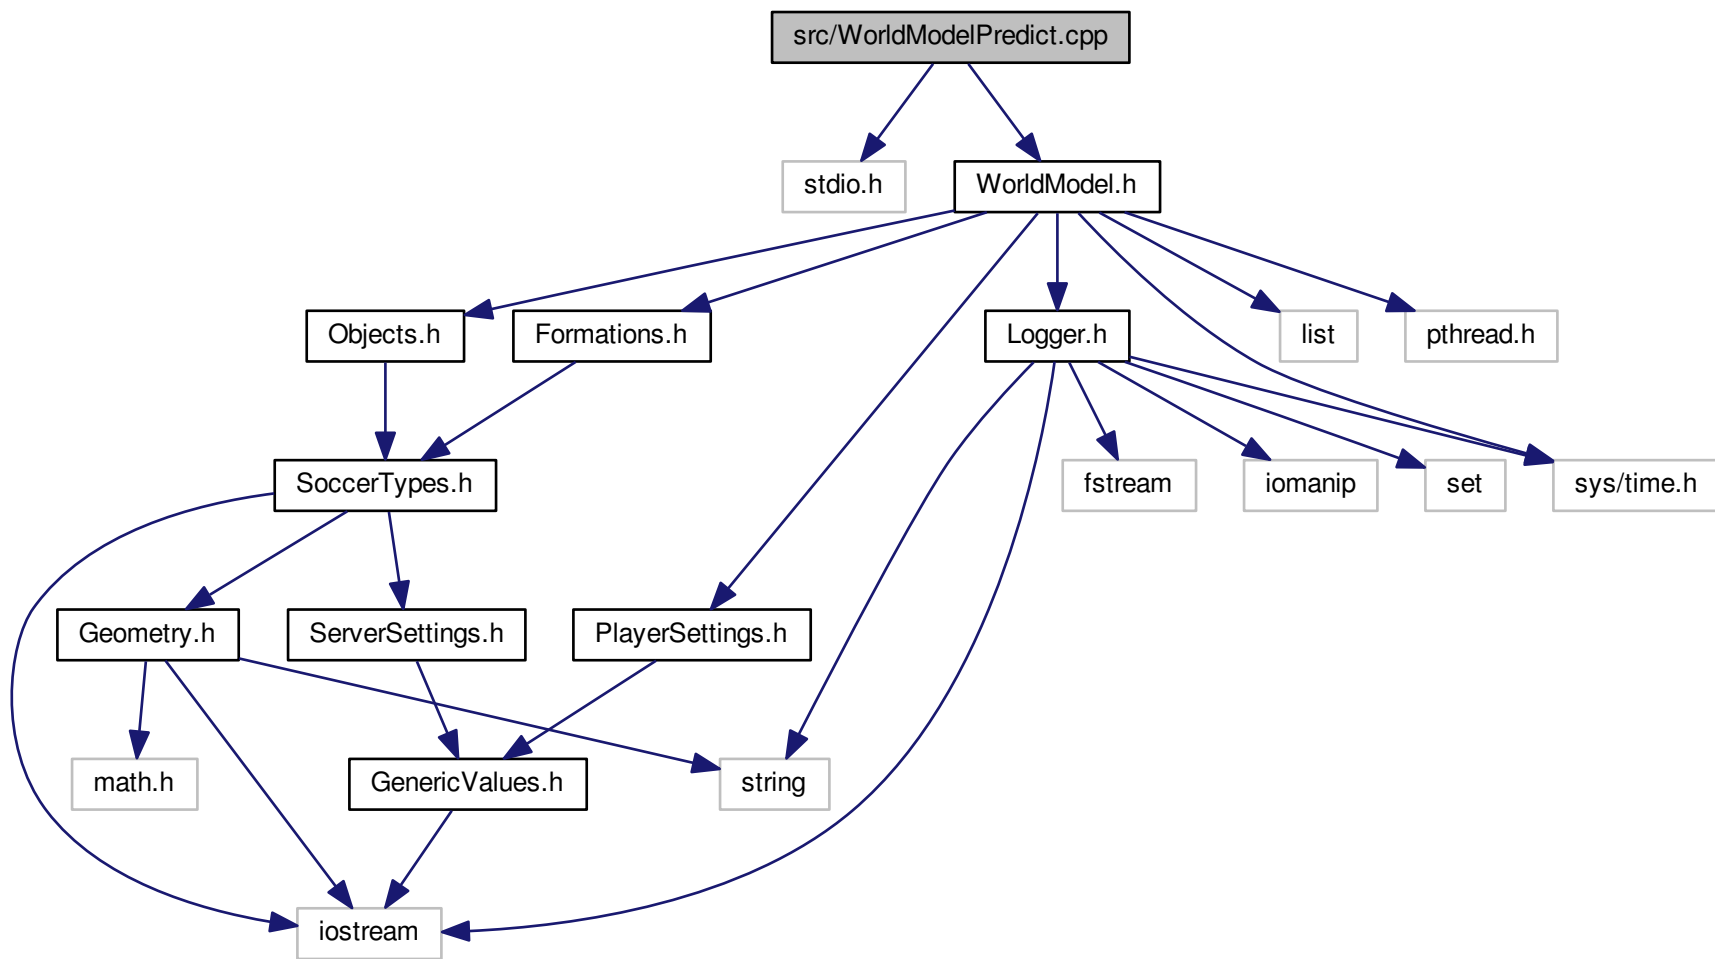 src/WorldModelPredict.cpp
stdio.h
WorldModel.h
Objects.h
Formations.h
Logger.h
list
pthread.h
SoccerTypes.h
fstream
iomanip
set
sys/time.h
Geometry.h
ServerSettings.h
PlayerSettings.h
math.h
GenericValues.h
string
iostream